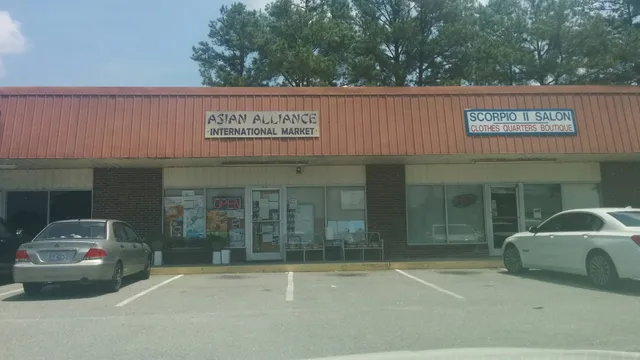 ASIAN ALLIANCE
INTERNATIONAL MARKET
SCORPIO II SALON
CLOTHES QUARTERS BOUTIQUE
OPEN